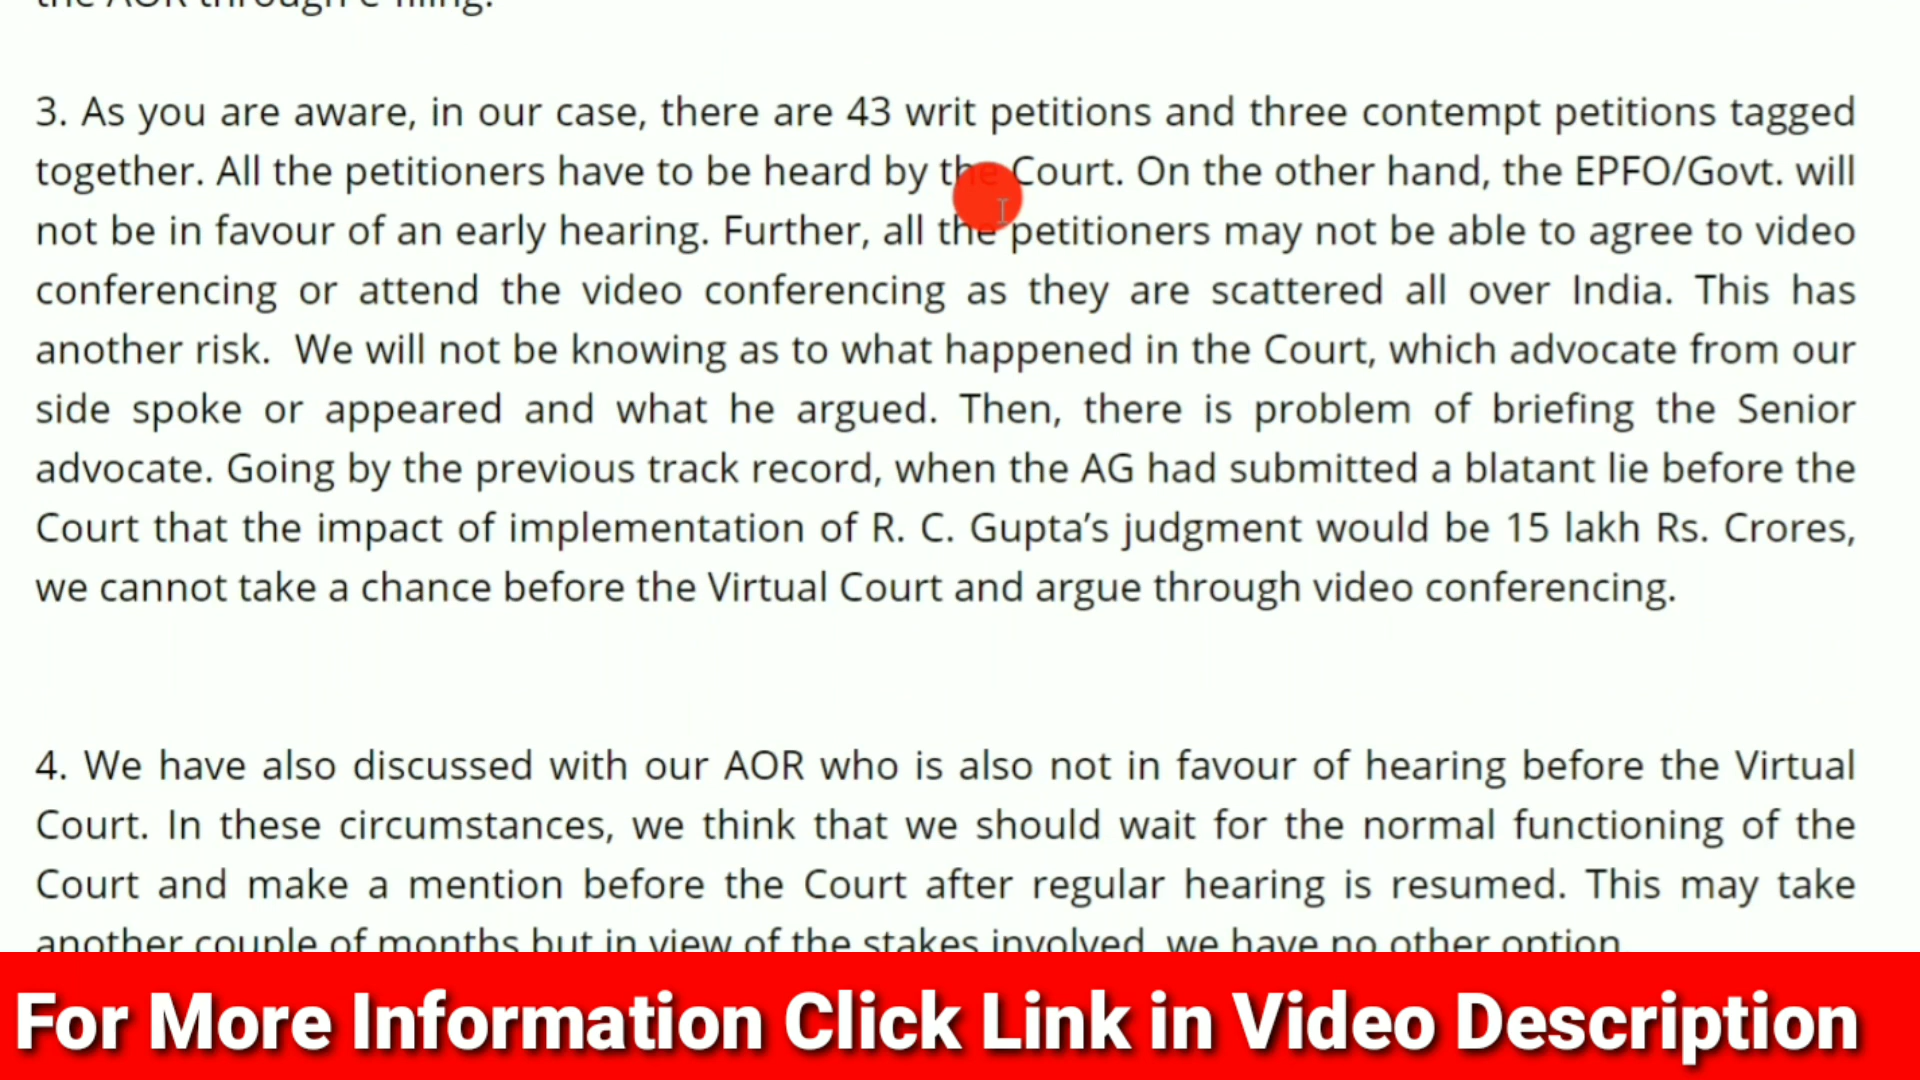 the AOR through e-filing.
3. As you are aware, in our case, there are 43 writ petitions and three contempt petitions tagged
together. All the petitioners have to be heard by the Court. On the other hand, the EPFO/Govt. will
not be in favour of an early hearing. Further, all the petitioners may not be able to agree to video
conferencing or attend the video conferencing as they are scattered all over India. This has
another risk.  We will not be knowing as to what happened in the Court, which advocate from our
side spoke or appeared and what he argued. Then, there is problem of briefing the Senior
advocate. Going by the previous track record, when the AG had submitted a blatant lie before the
Court that the impact of implementation of R. C. Gupta’s judgment would be 15 lakh Rs. Crores,
we cannot take a chance before the Virtual Court and argue through video conferencing.
4. We have also discussed with our AOR who is also not in favour of hearing before the Virtual
Court. In these circumstances, we think that we should wait for the normal functioning of the
Court and make a mention before the Court after regular hearing is resumed. This may take
another couple of months but in view of the stakes involved, we have no other option.
For More Information Click Link in Video Description